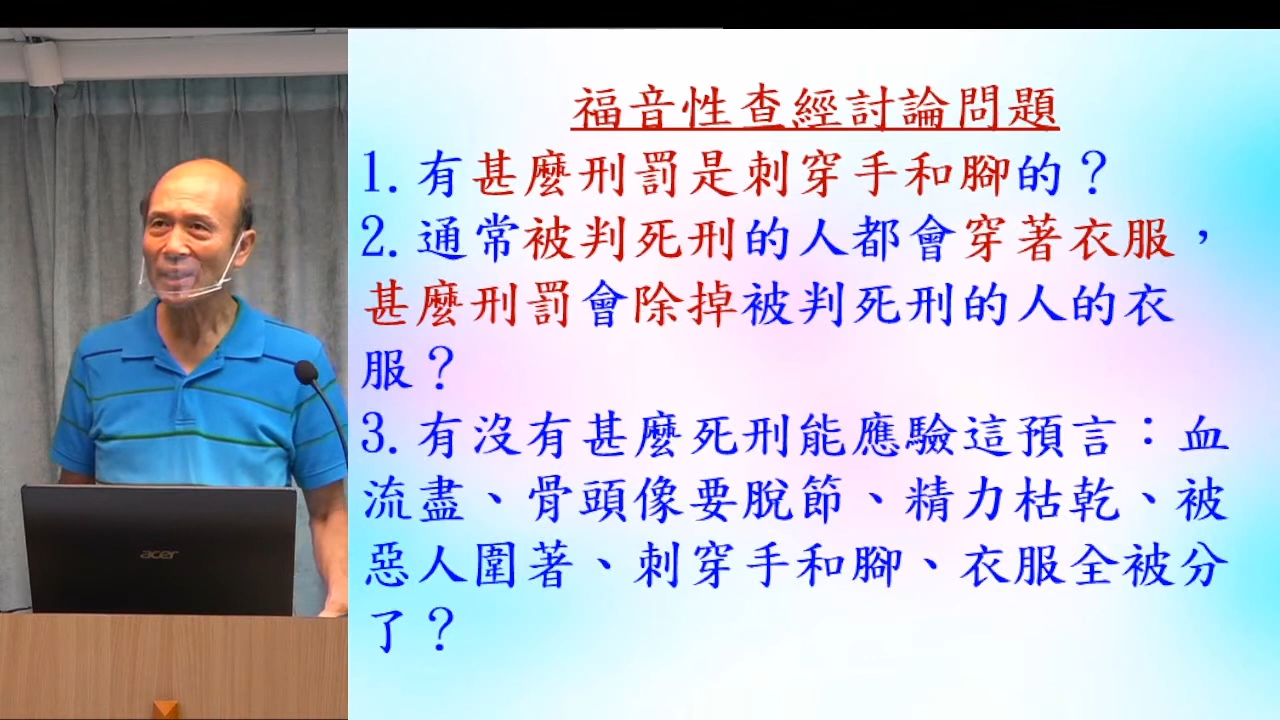 福音性查經討論問題
1.有甚麼刑罰是刺穿手和腳的？
2.通常被判死刑的人都會穿著衣服，
甚麼刑罰會除掉被判死刑的人的衣
服？
3.有沒有甚麼死刑能應驗這預言：血
流盡、骨頭像要脫節、精力枯乾、被
惡人圍著、刺穿手和腳、衣服全被分
了？
acer